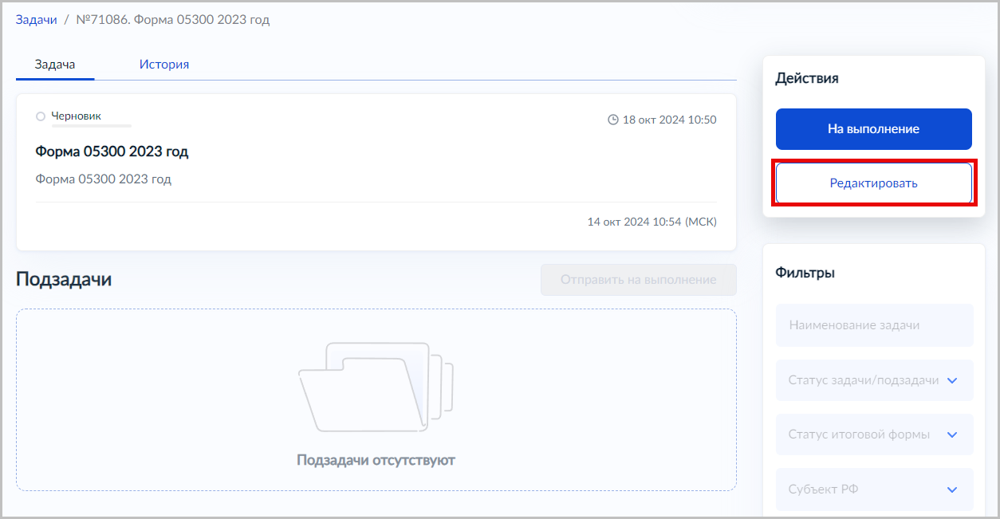 Задачи / №71086. Форма 05300 2023 год
Задача История
Черновик
18 окт 2024 10:50
Форма 05300 2023 год
Форма 05300 2023 год
14 окт 2024 10:54 (МСК)
Подзадачи
Отправить на выполнение
Подзадачи отсутствуют
Действия
На выполнение
Редактировать
Фильтры
Наименование задачи
Статус задачи/подзадачи
Статус итоговой формы
Субъект РФ